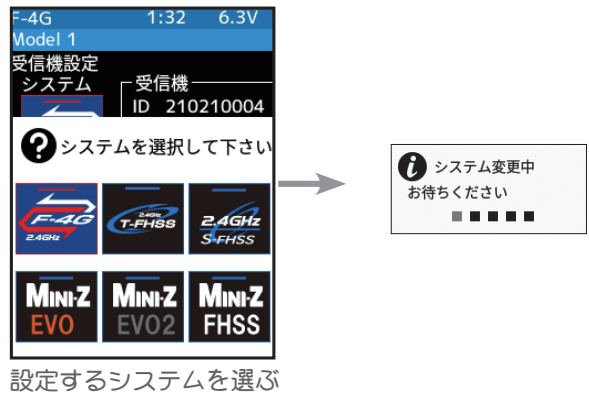 F-4G 1:32 6.3V
Model 1
受信機設定
システム 受信機
ID 210210004
システムを選択して下さい
F-4G 2.4GHz
2.4GHz T-FHSS
2.4GHz S-FHSS
MINI-Z EVO
MINI-Z EVO2
MINI-Z FHSS
システム変更中
お待ちください
設定するシステムを選ぶ